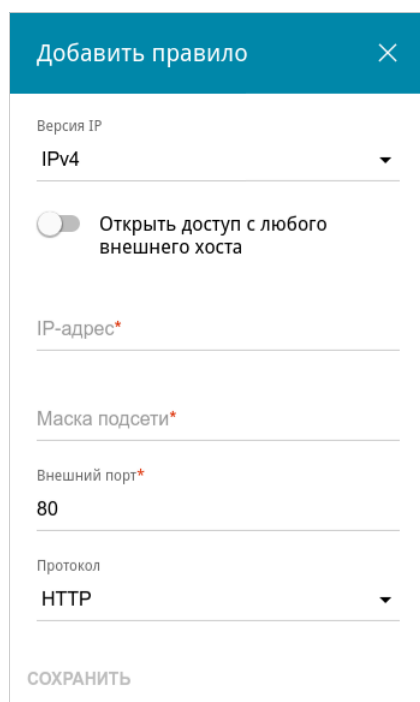 Добавить правило
Версия IP
IPv4
Открыть доступ с любого
внешнего хоста
IP-адрес*
Маска подсети*
Внешний порт*
80
Протокол
HTTP
СОХРАНИТЬ